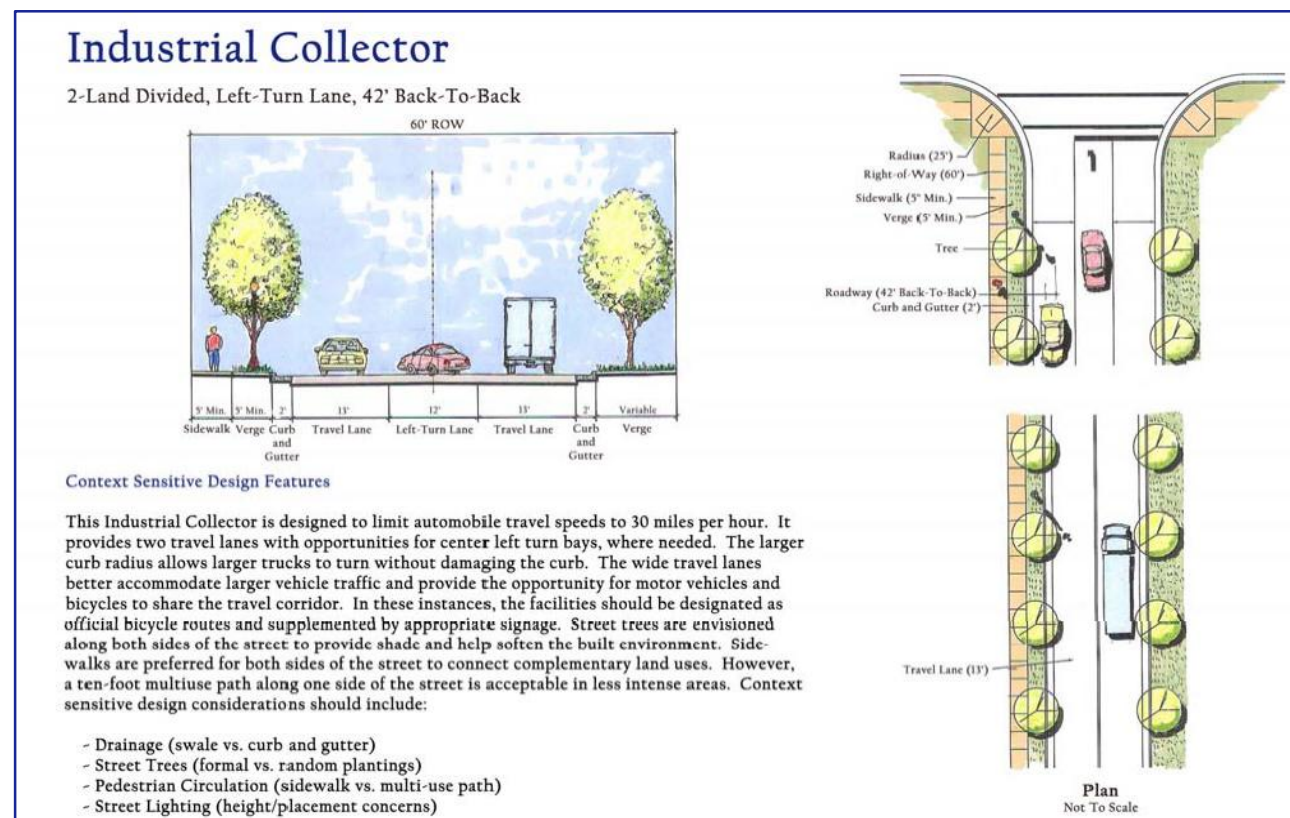 Industrial Collector
2-Land Divided, Left-Turn Lane, 42' Back-To-Back
60' ROW
5' Min. 5' Min. 2' 13' 12' 13' 2' Variable
Sidewalk Verge Curb Travel Lane Left-Turn Lane Travel Lane Curb Verge
and and
Gutter Gutter
Context Sensitive Design Features
This Industrial Collector is designed to limit automobile travel speeds to 30 miles per hour. It
provides two travel lanes with opportunities for center left turn bays, where needed. The larger
curb radius allows larger trucks to turn without damaging the curb. The wide travel lanes
better accommodate larger vehicle traffic and provide the opportunity for motor vehicles and
bicycles to share the travel corridor. In these instances, the facilities should be designated as
official bicycle routes and supplemented by appropriate signage. Street trees are envisioned
along both sides of the street to provide shade and help soften the built environment. Side-
walks are preferred for both sides of the street to connect complementary land uses. However,
a ten-foot multiuse path along one side of the street is acceptable in less intense areas. Context
sensitive design considerations should include:
- Drainage (swale vs. curb and gutter)
- Street Trees (formal vs. random plantings)
- Pedestrian Circulation (sidewalk vs. multi-use path)
- Street Lighting (height/placement concerns)
Radius (25')
Right-of-Way (60')
Sidewalk (5" Min.)
Verge (5' Min.)
Tree
Roadway (42' Back-To-Back)
Curb and Gutter (2')
Travel Lane (13')
Plan
Not To Scale